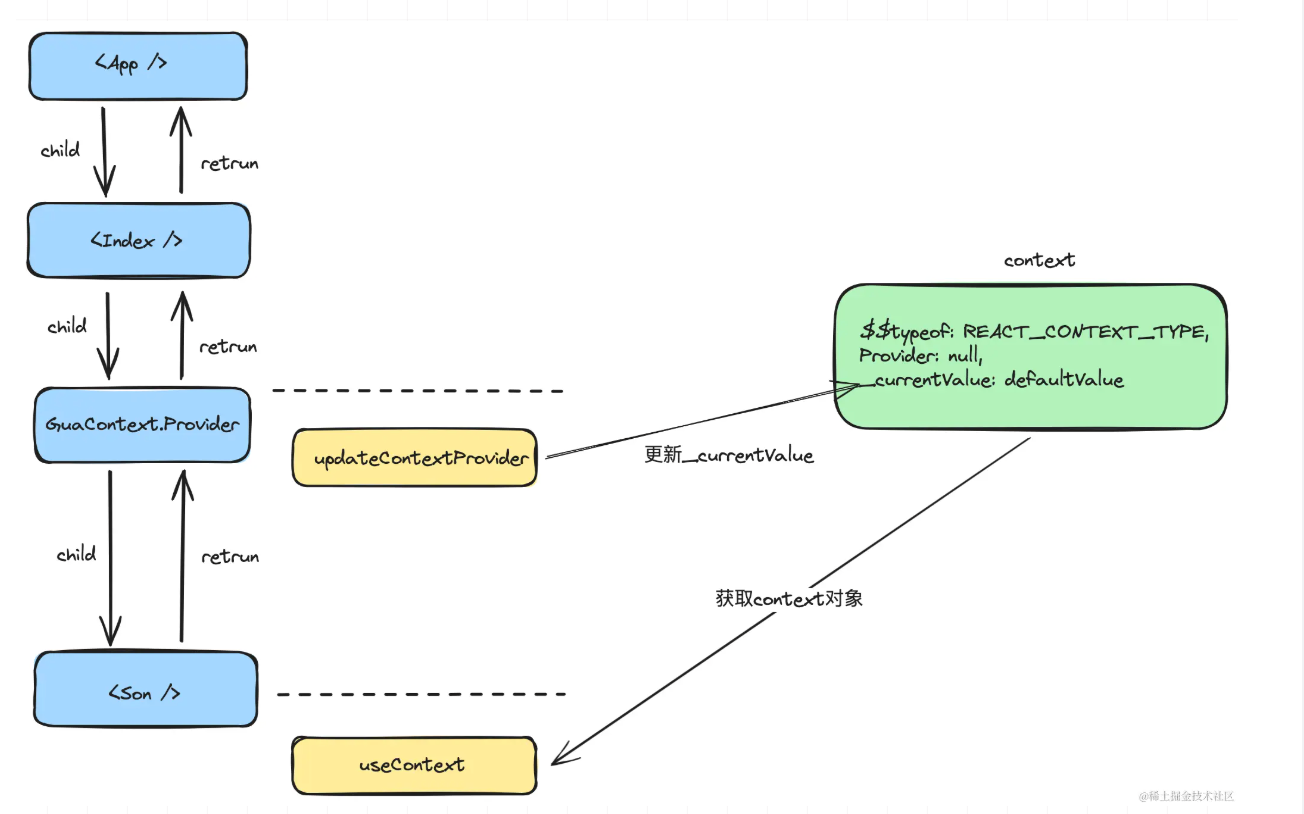 <App />
child
retrun
<Index />
context
child
retrun
$$typeof: REACT_CONTEXT_TYPE,
Provider: null,
_currentValue: defaultValue
GuaContext.Provider
updateContextProvider
更新_currentValue
child
retrun
获取context对象
<Son />
useContext
@稀土掘金技术社区